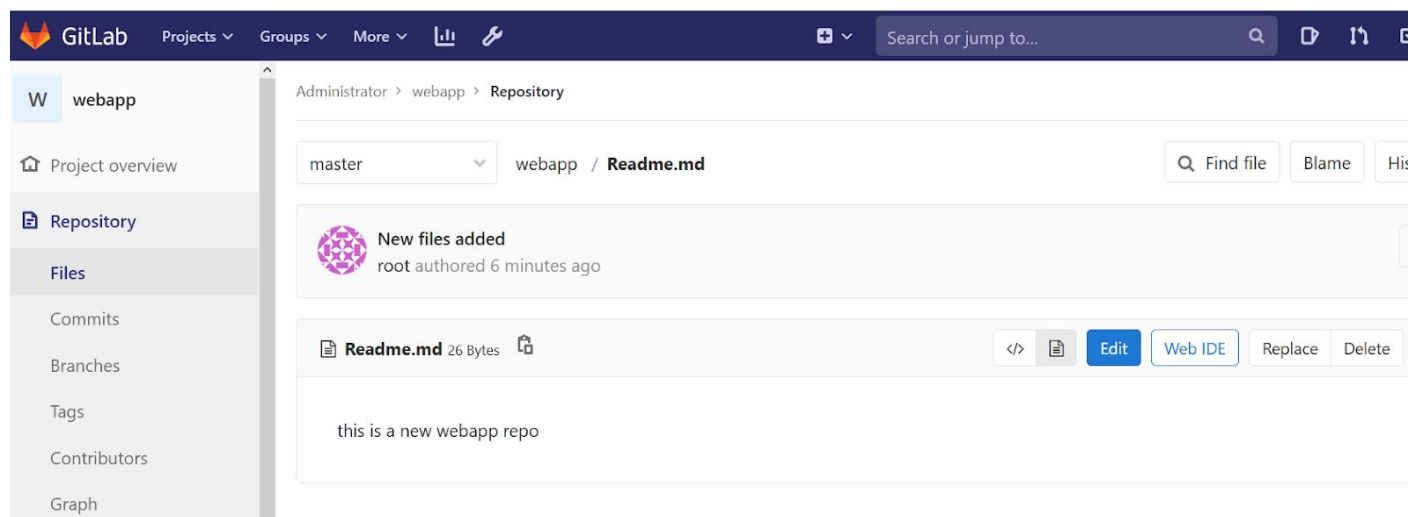 GitLab Projects Groups More Search or jump to...
W webapp
Administrator > webapp > Repository
Project overview
master webapp / Readme.md Find file Blame His
Repository
New files added
root authored 6 minutes ago
Files
Commits
Readme.md 26 Bytes </> Edit Web IDE Replace Delete
Branches
Tags
this is a new webapp repo
Contributors
Graph